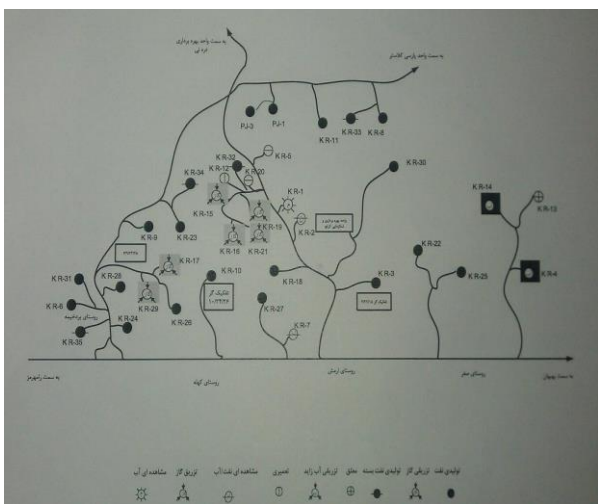 به سمت واحد بهره برداری
به سمت واحد پارسی گلستر
PJ-3
PJ-1
KR-11
KR-33
KR-8
KR-32
KR-5
KR-12
KR-20
KR-34
KR-30
KR-1
KR-14
KR-13
KR-15
KR-19
KR-2
KR-9
KR-23
KR-16
KR-21
KR-22
KR-17
KR-31
KR-28
KR-10
KR-18
KR-3
KR-25
KR-4
KR-6
KR-29
KR-26
KR-27
KR-24
KR-7
KR-35
به سمت رامهرمز
روستای کوپله
روستای ارمش
روستای صفر
به سمت بهبهان
تولیدی نفت
تزریقی گاز
تولیدی نفت بسته
معلق
تزریقی آب زاید
تعمیری
مشاهده ای نفت/آب
تزریق گاز
مشاهده ای آب